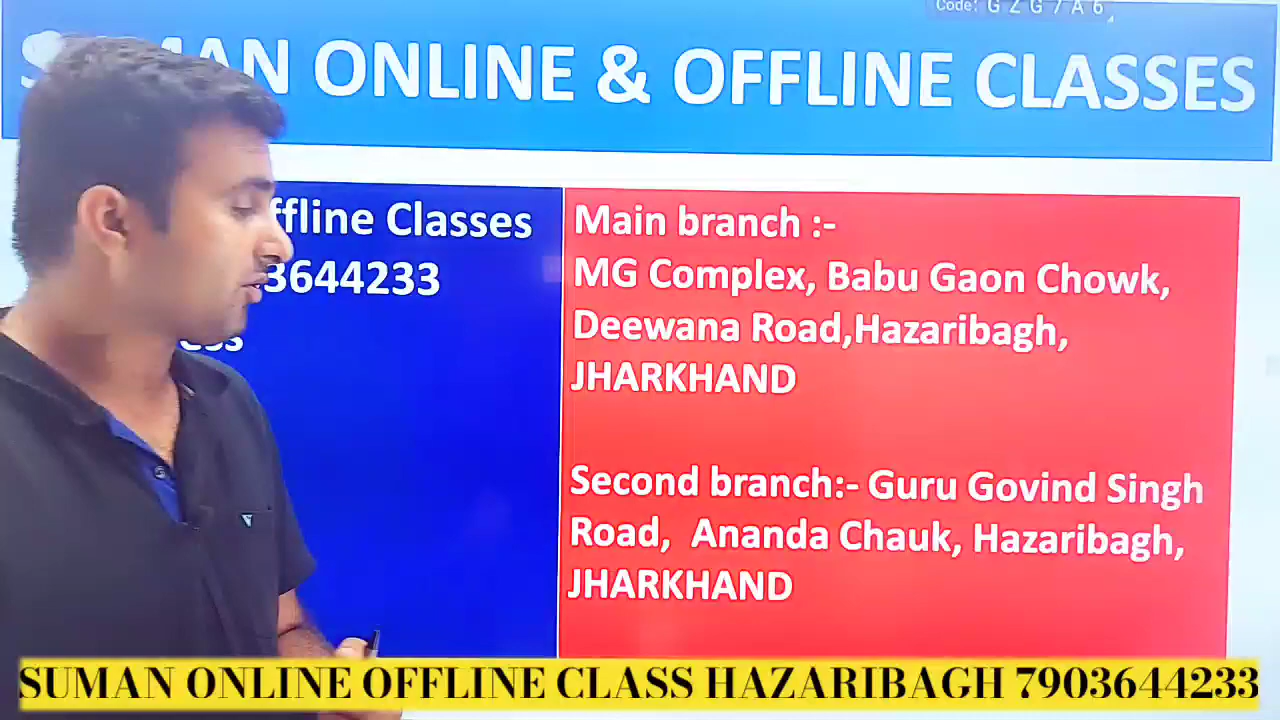 Code: G Z G 7 A 6
SUMAN ONLINE & OFFLINE CLASSES
ffline Classes
3644233
Main branch :-
MG Complex, Babu Gaon Chowk,
Deewana Road,Hazaribagh,
JHARKHAND
Second branch:- Guru Govind Singh
Road, Ananda Chauk, Hazaribagh,
JHARKHAND
SUMAN ONLINE OFFLINE CLASS HAZARIBAGH 7903644233